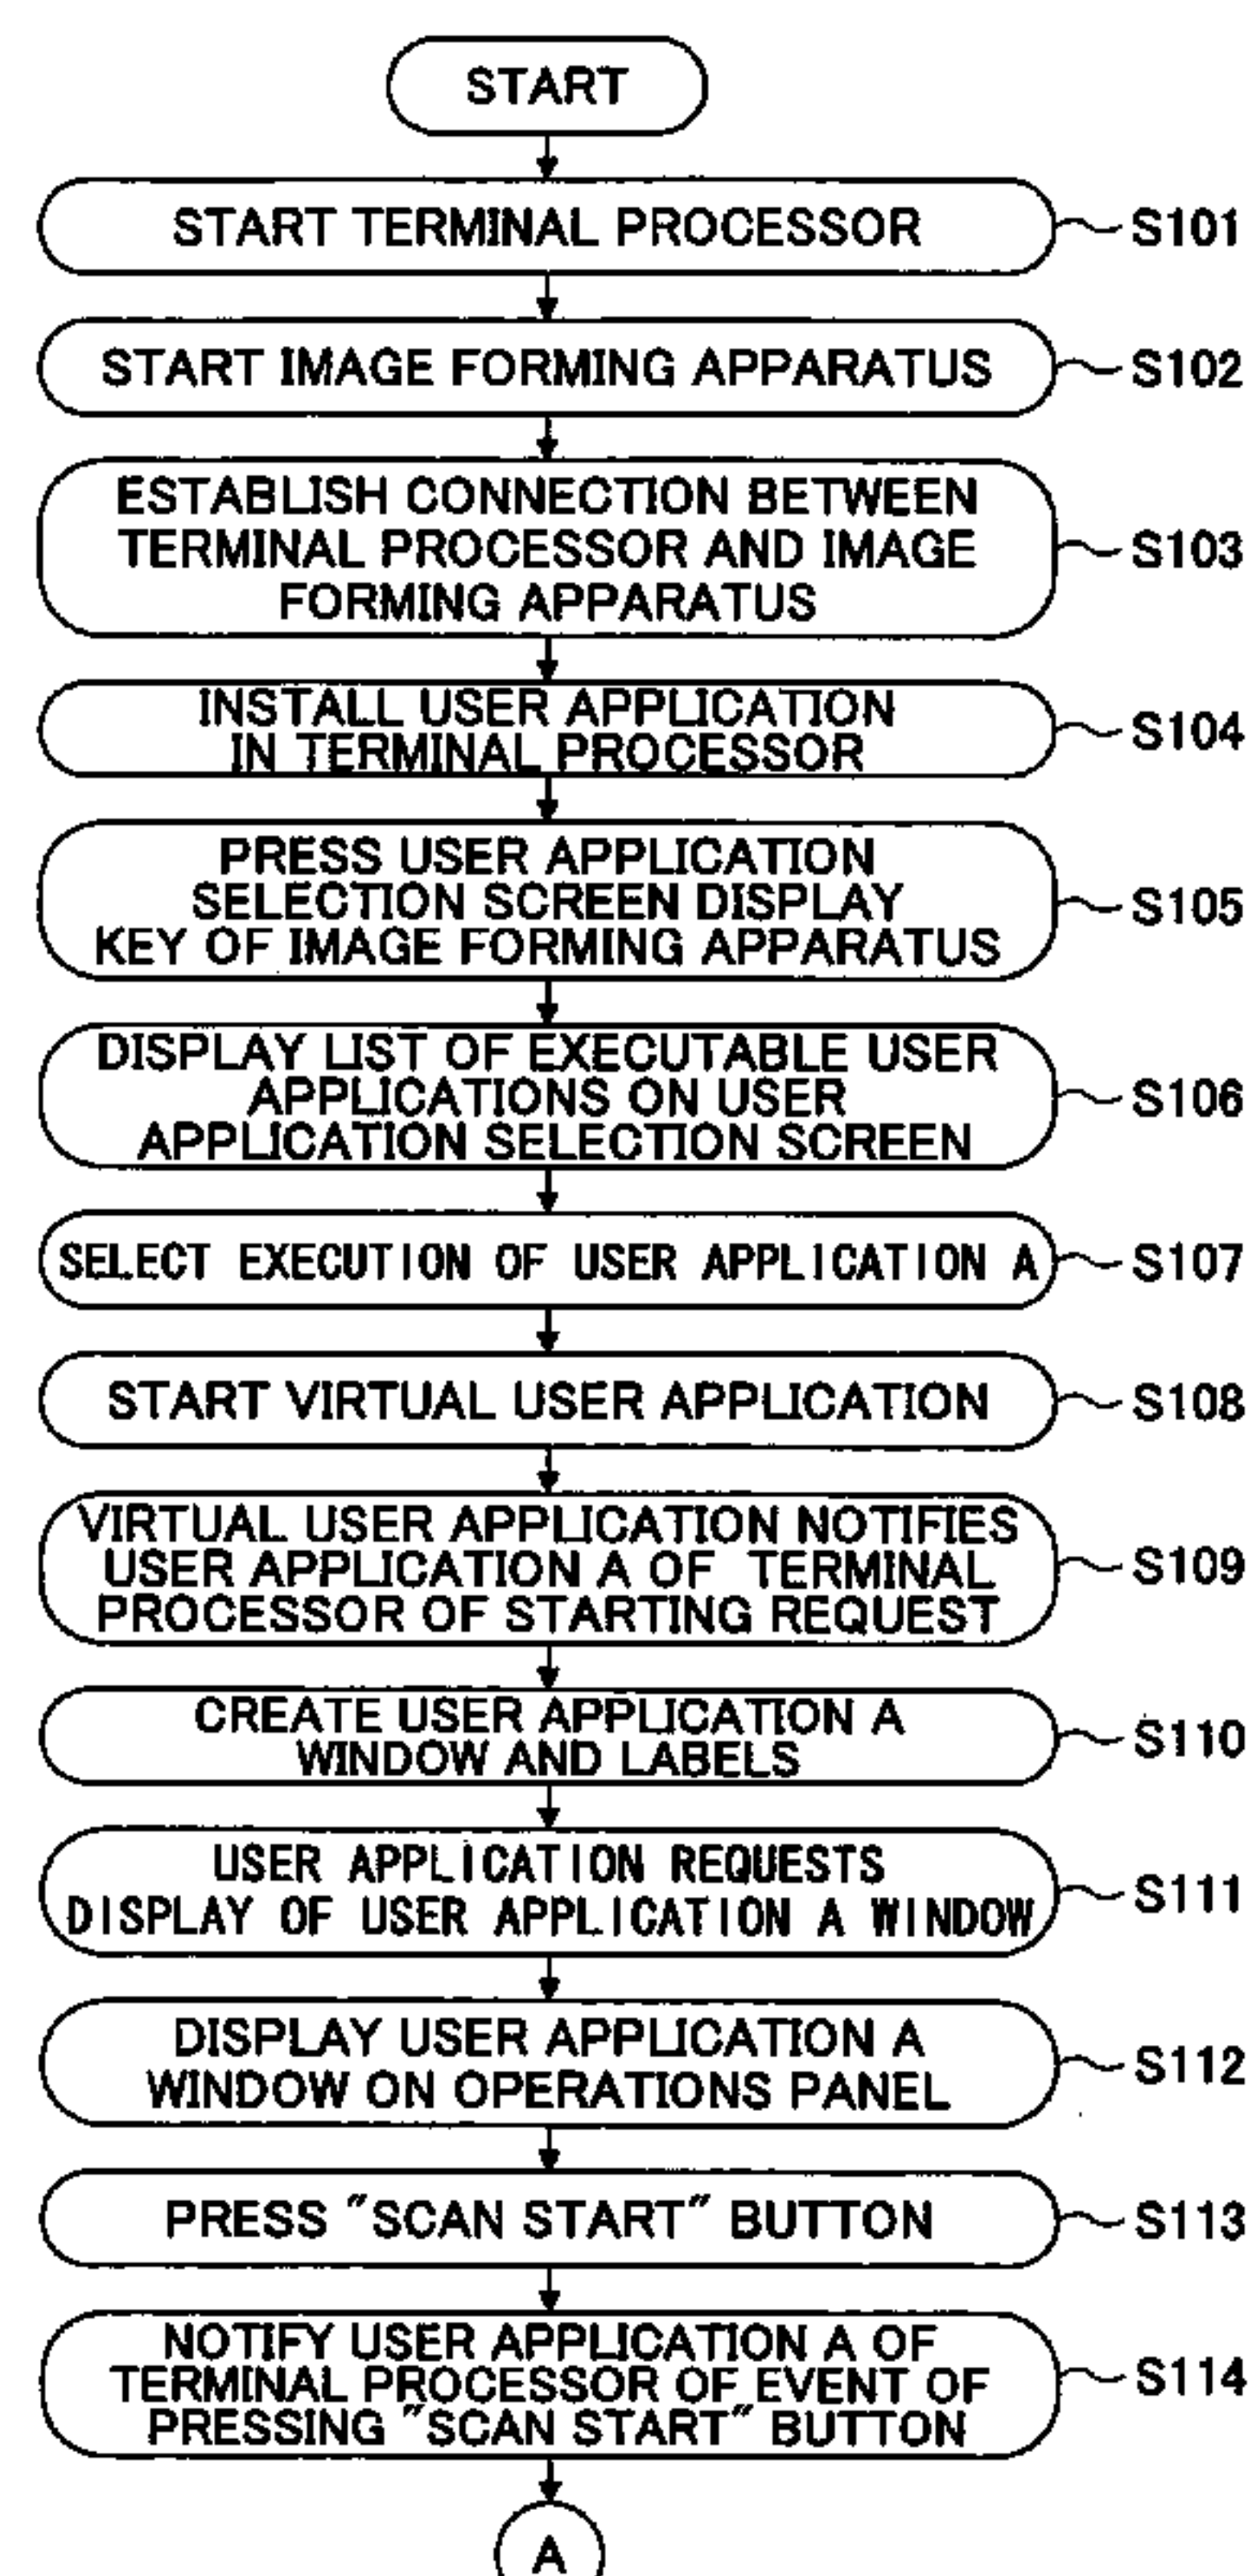 START
START TERMINAL PROCESSOR
S101
START IMAGE FORMING APPARATUS
S102
ESTABLISH CONNECTION BETWEEN
TERMINAL PROCESSOR AND IMAGE
FORMING APPARATUS
S103
INSTALL USER APPLICATION
IN TERMINAL PROCESSOR
S104
PRESS USER APPLICATION
SELECTION SCREEN DISPLAY
KEY OF IMAGE FORMING APPARATUS
S105
DISPLAY LIST OF EXECUTABLE USER
APPLICATIONS ON USER
APPLICATION SELECTION SCREEN
S106
SELECT EXECUTION OF USER APPLICATION A
S107
START VIRTUAL USER APPLICATION
S108
VIRTUAL USER APPLICATION NOTIFIES
USER APPLICATION A OF TERMINAL
PROCESSOR OF STARTING REQUEST
S109
CREATE USER APPLICATION A
WINDOW AND LABELS
S110
USER APPLICATION REQUESTS
DISPLAY OF USER APPLICATION A WINDOW
S111
DISPLAY USER APPLICATION A
WINDOW ON OPERATIONS PANEL
S112
PRESS "SCAN START" BUTTON
S113
NOTIFY USER APPLICATION A OF
TERMINAL PROCESSOR OF EVENT OF
PRESSING "SCAN START" BUTTON
S114
A